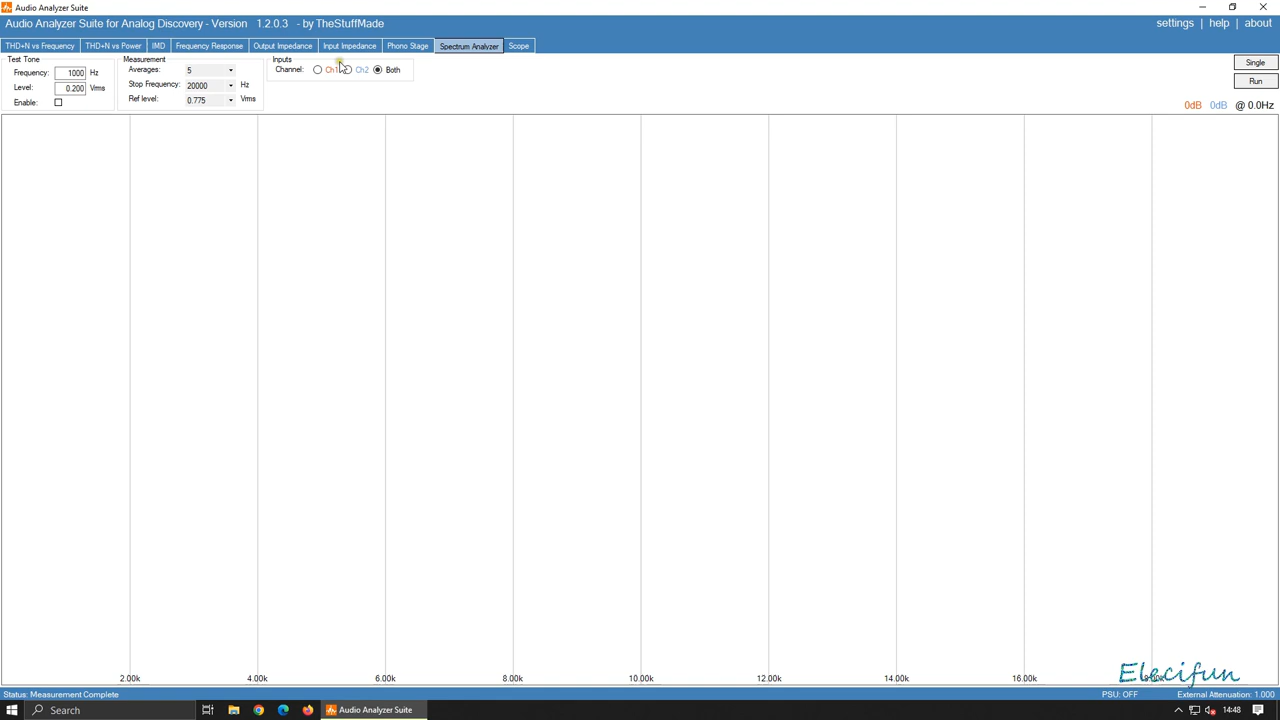 Audio Analyzer Suite
Audio Analyzer Suite for Analog Discovery - Version 1.2.0.3 - by TheStuffMade
settings | help | about
THD+N vs Frequency THD+N vs Power IMD Frequency Response Output Impedance Input Impedance Phono Stage Spectrum Analyzer Scope
Test Tone
Frequency: 1000 Hz
Level: 0.200 Vrms
Enable:
Measurement
Averages: 5
Stop Frequency: 20000 Hz
Ref level: 0.775 Vrms
Inputs
Channel: Ch1 Ch2 Both
Single
Run
0dB 0dB @ 0.0Hz
2.00k 4.00k 6.00k 8.00k 10.00k 12.00k 14.00k 16.00k
Elecifun
Status: Measurement Complete
PSU: OFF External Attenuation: 1.000
Search
Audio Analyzer Suite
14:48